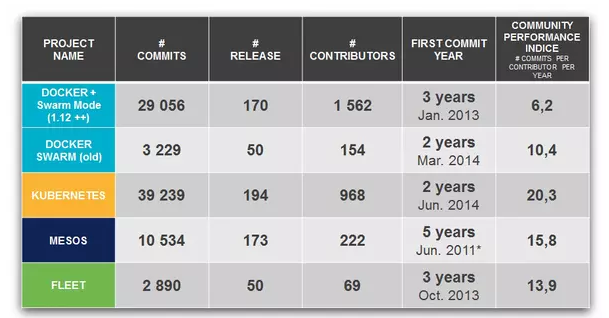 PROJECT NAME
# COMMITS
# RELEASE
# CONTRIBUTORS
FIRST COMMIT YEAR
COMMUNITY PERFORMANCE INDICE
# COMMITS PER CONTRIBUTOR PER YEAR
DOCKER + Swarm Mode (1.12 ++)
29 056
170
1 562
3 years
Jan. 2013
6,2
DOCKER SWARM (old)
3 229
50
154
2 years
Mar. 2014
10,4
KUBERNETES
39 239
194
968
2 years
Jun. 2014
20,3
MESOS
10 534
173
222
5 years
Jun. 2011*
15,8
FLEET
2 890
50
69
3 years
Oct. 2013
13,9